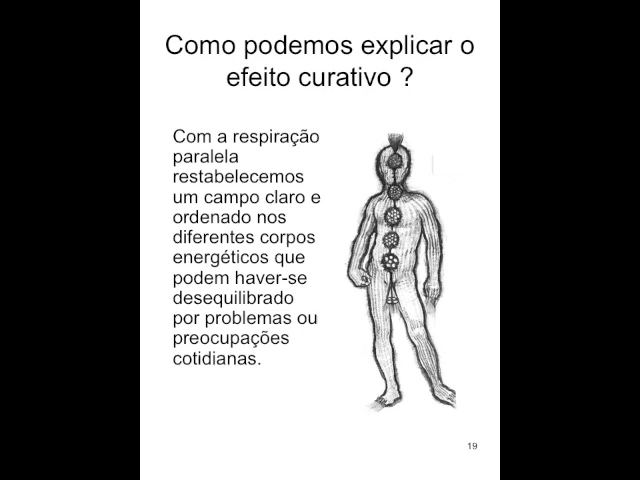 Como podemos explicar o
efeito curativo ?
Com a respiração
paralela
restabelecemos
um campo claro e
ordenado nos
diferentes corpos
energéticos que
podem haver-se
desequilibrado
por problemas ou
preocupações
cotidianas.
19